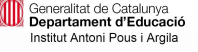 Generalitat de Catalunya
Departament d'Educació
Institut Antoni Pous i Argila